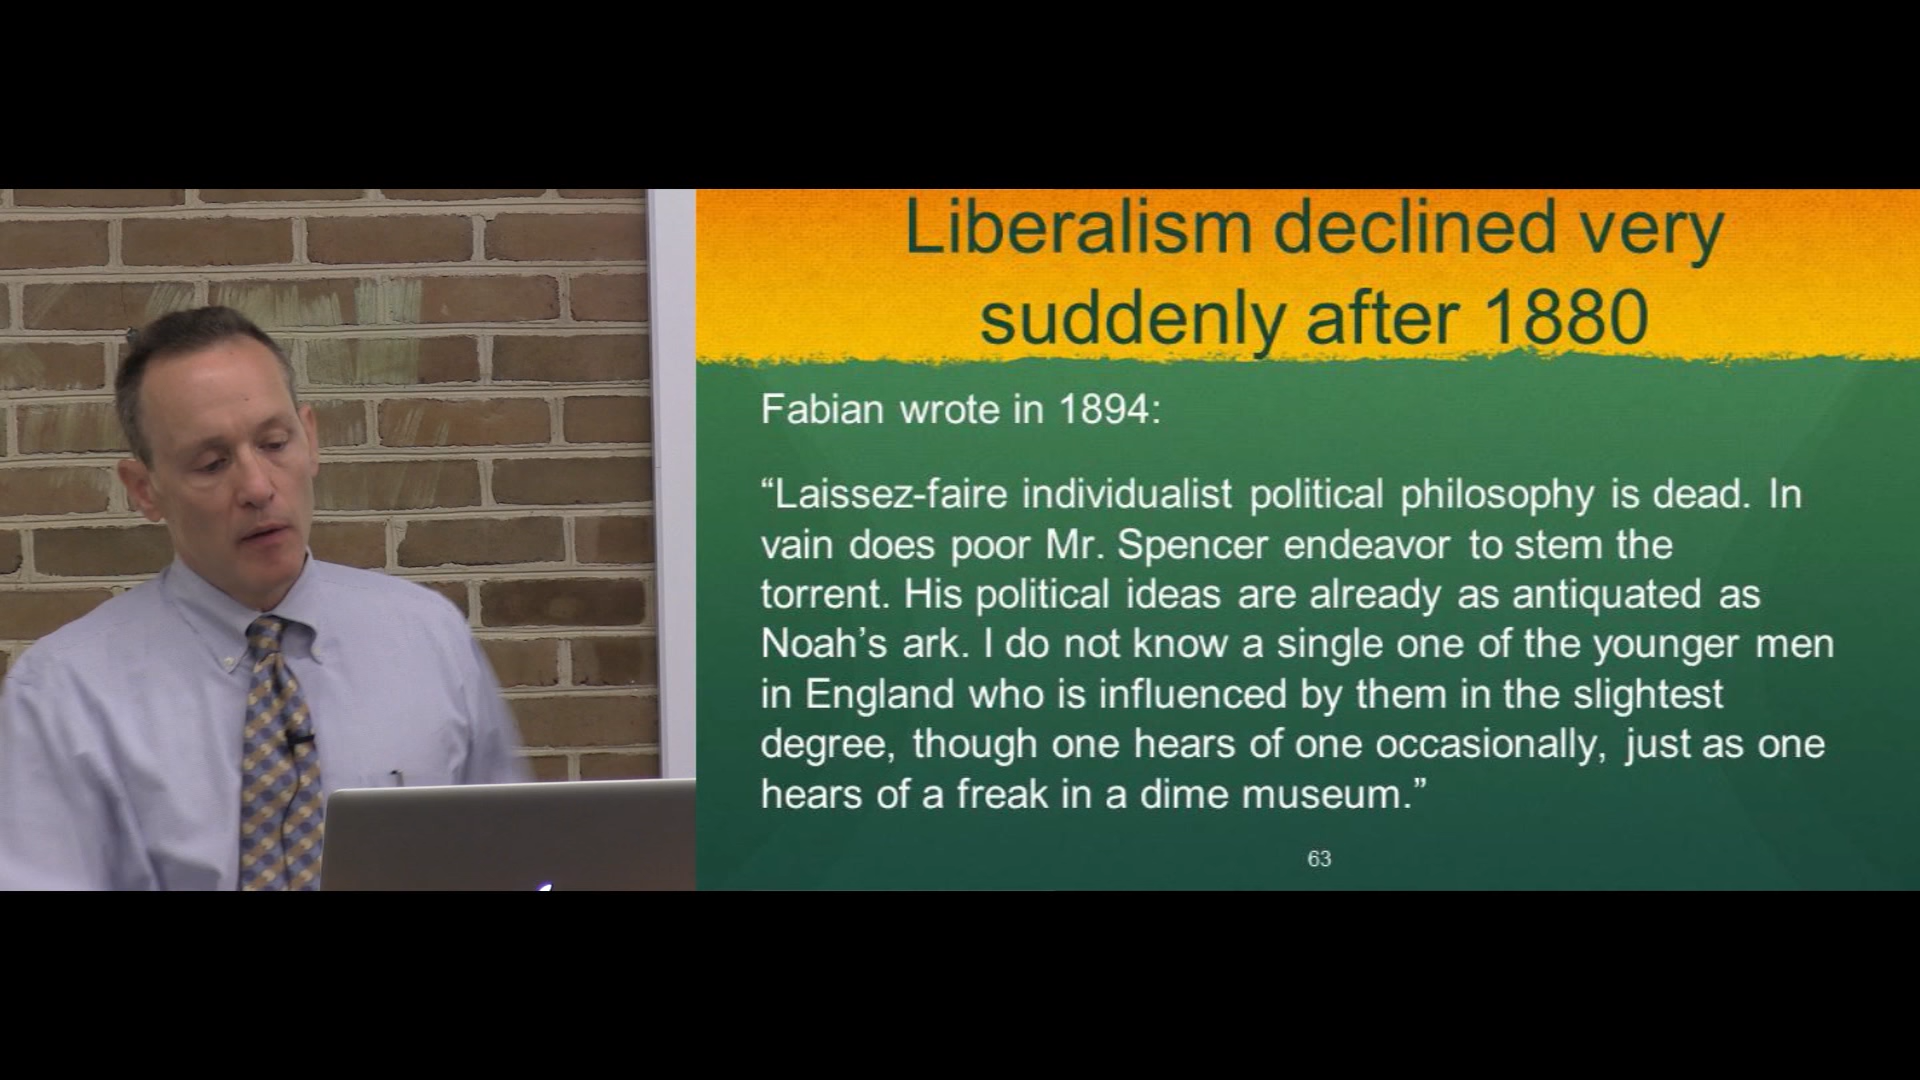 Liberalism declined very
suddenly after 1880
Fabian wrote in 1894:
“Laissez-faire individualist political philosophy is dead. In
vain does poor Mr. Spencer endeavor to stem the
torrent. His political ideas are already as antiquated as
Noah’s ark. I do not know a single one of the younger men
in England who is influenced by them in the slightest
degree, though one hears of one occasionally, just as one
hears of a freak in a dime museum.”
63